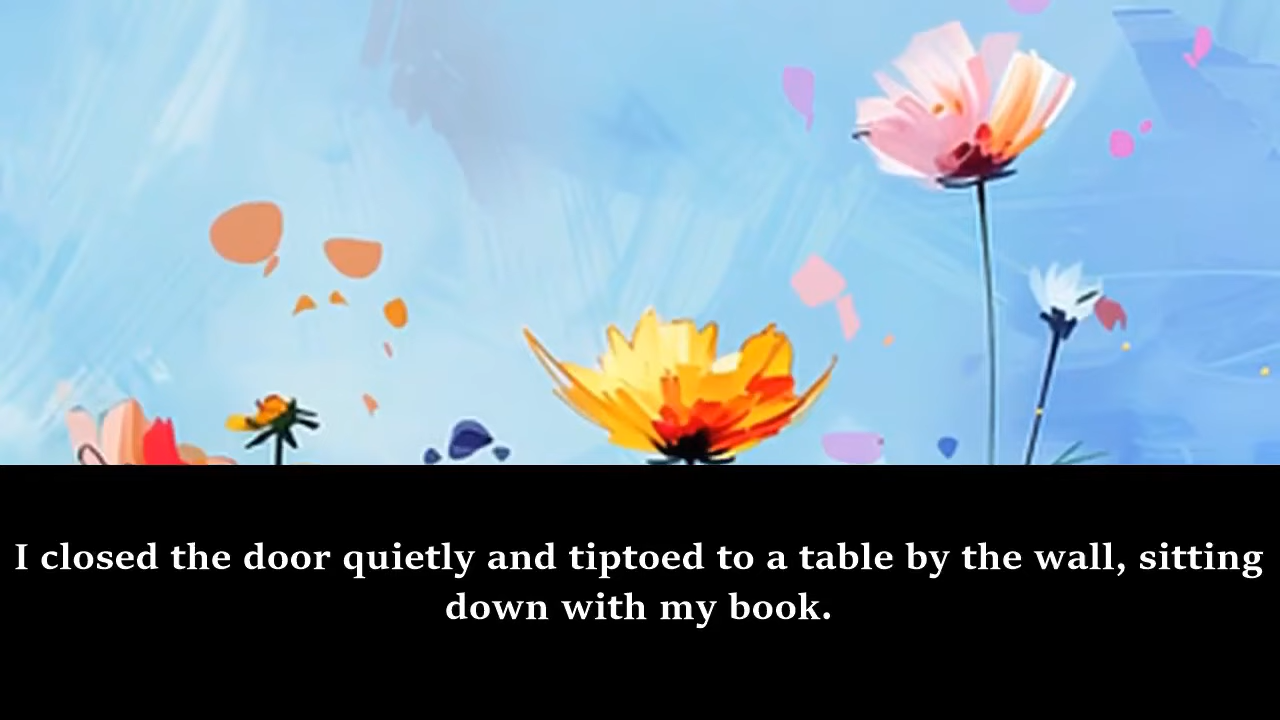 I closed the door quietly and tiptoed to a table by the wall, sitting
down with my book.